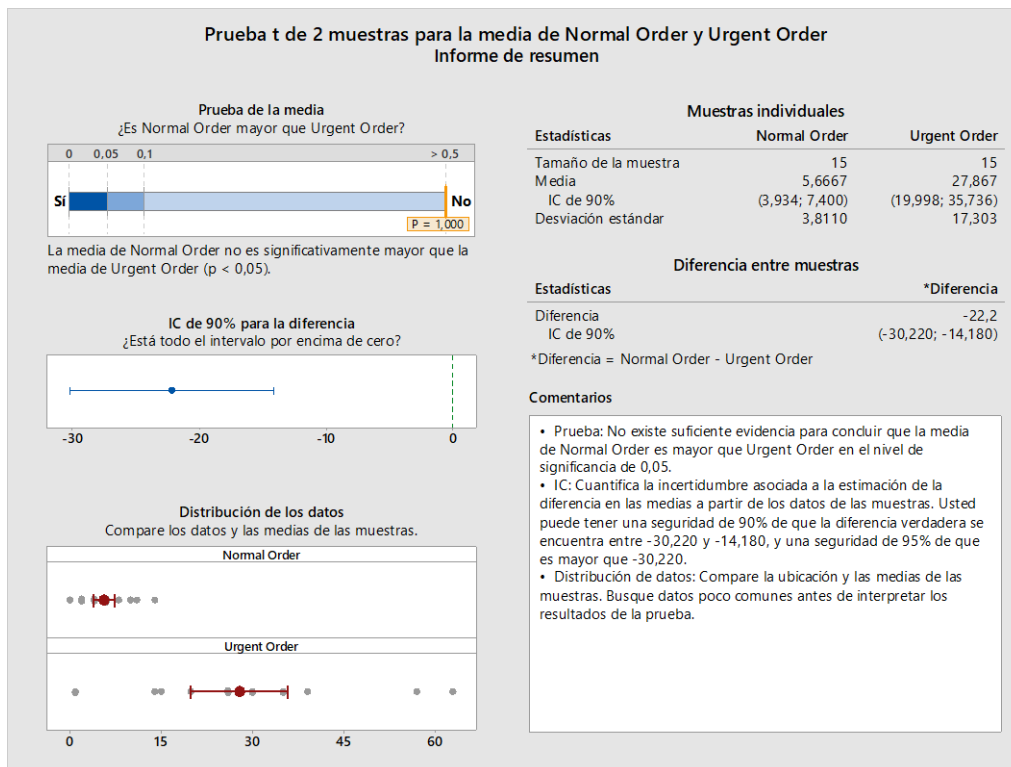 Prueba t de 2 muestras para la media de Normal Order y Urgent Order
Informe de resumen
Prueba de la media
¿Es Normal Order mayor que Urgent Order?
0 0,05 0,1 > 0,5
Sí No
P = 1,000
La media de Normal Order no es significativamente mayor que la
media de Urgent Order (p < 0,05).
IC de 90% para la diferencia
¿Está todo el intervalo por encima de cero?
-30 -20 -10 0
Distribución de los datos
Compare los datos y las medias de las muestras.
Normal Order
Urgent Order
0 15 30 45 60
Muestras individuales
Estadísticas Normal Order Urgent Order
Tamaño de la muestra 15 15
Media 5,6667 27,867
IC de 90% (3,934; 7,400) (19,998; 35,736)
Desviación estándar 3,8110 17,303
Diferencia entre muestras
Estadísticas *Diferencia
Diferencia -22,2
IC de 90% (-30,220; -14,180)
*Diferencia = Normal Order - Urgent Order
Comentarios
• Prueba: No existe suficiente evidencia para concluir que la media
de Normal Order es mayor que Urgent Order en el nivel de
significancia de 0,05.
• IC: Cuantifica la incertidumbre asociada a la estimación de la
diferencia en las medias a partir de los datos de las muestras. Usted
puede tener una seguridad de 90% de que la diferencia verdadera se
encuentra entre -30,220 y -14,180, y una seguridad de 95% de que
es mayor que -30,220.
• Distribución de datos: Compare la ubicación y las medias de las
muestras. Busque datos poco comunes antes de interpretar los
resultados de la prueba.